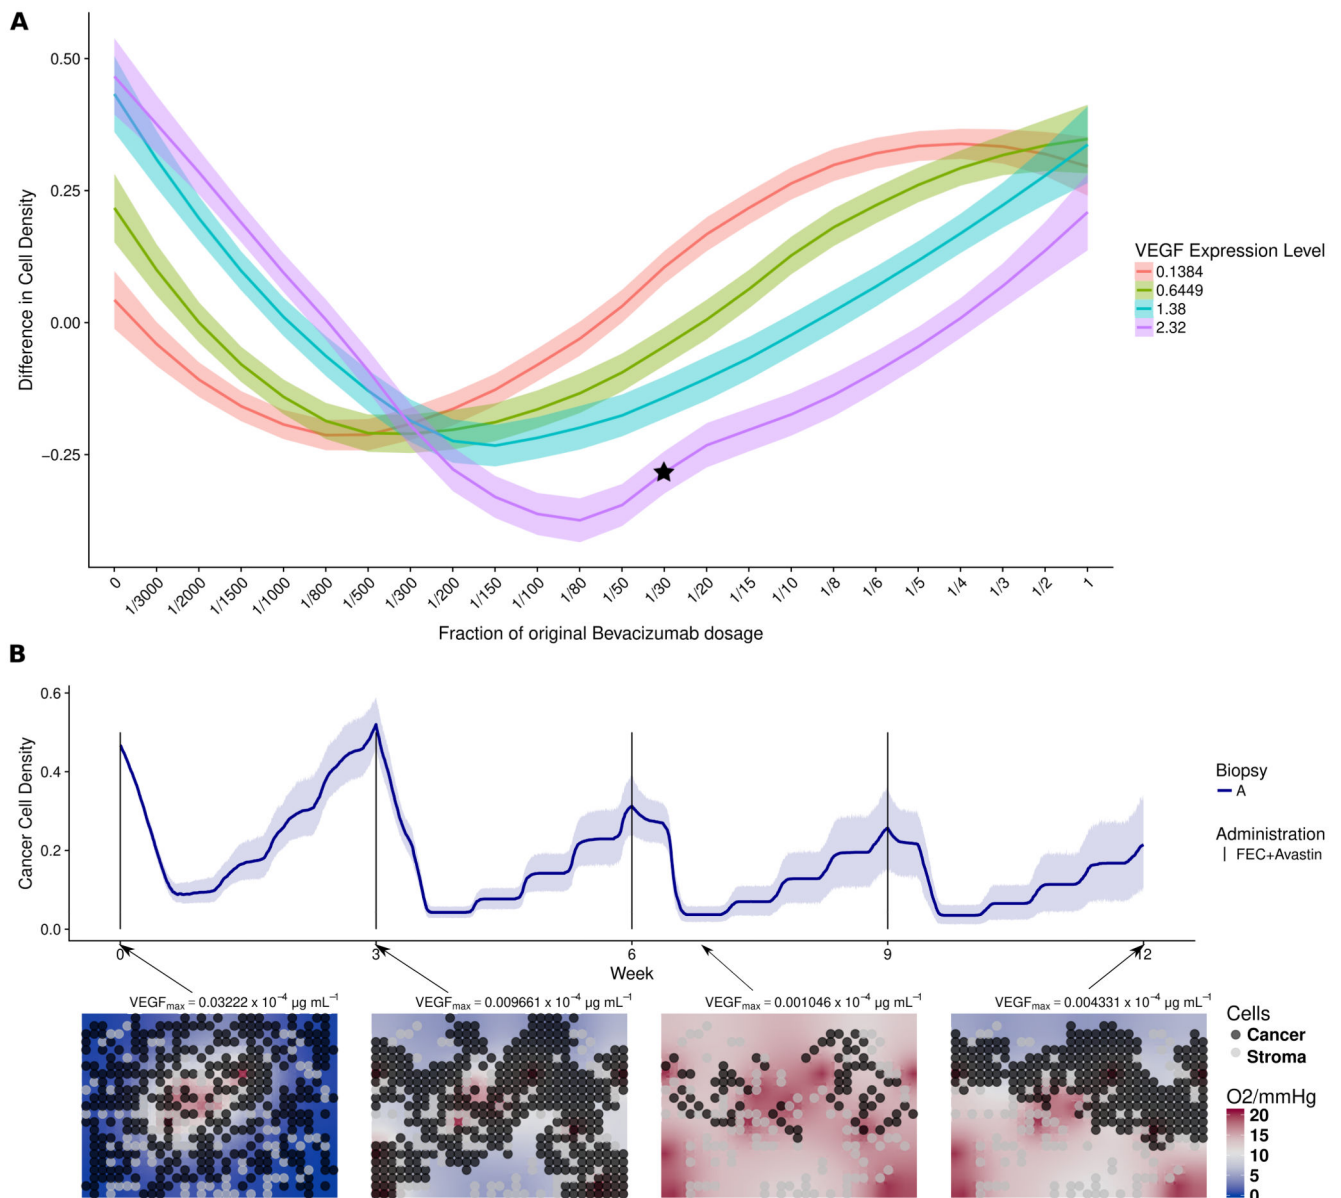 A
Difference in Cell Density
0.50
0.25
0.00
−0.25
0 1/3000 1/2000 1/1500 1/1000 1/800 1/500 1/300 1/200 1/150 1/100 1/80 1/50 1/30 1/20 1/15 1/10 1/8 1/6 1/5 1/4 1/3 1/2 1
Fraction of original Bevacizumab dosage
VEGF Expression Level
0.1384
0.6449
1.38
2.32
B
Cancer Cell Density
0.6
0.4
0.2
0.0
0 3 6 9 12
Week
Biopsy
A
Administration
FEC+Avastin
VEGFmax = 0.03222 x 10⁻⁴ µg mL⁻¹
VEGFmax = 0.009661 x 10⁻⁴ µg mL⁻¹
VEGFmax = 0.001046 x 10⁻⁴ µg mL⁻¹
VEGFmax = 0.004331 x 10⁻⁴ µg mL⁻¹
Cells
Cancer
Stroma
O2/mmHg
20
15
10
5
0